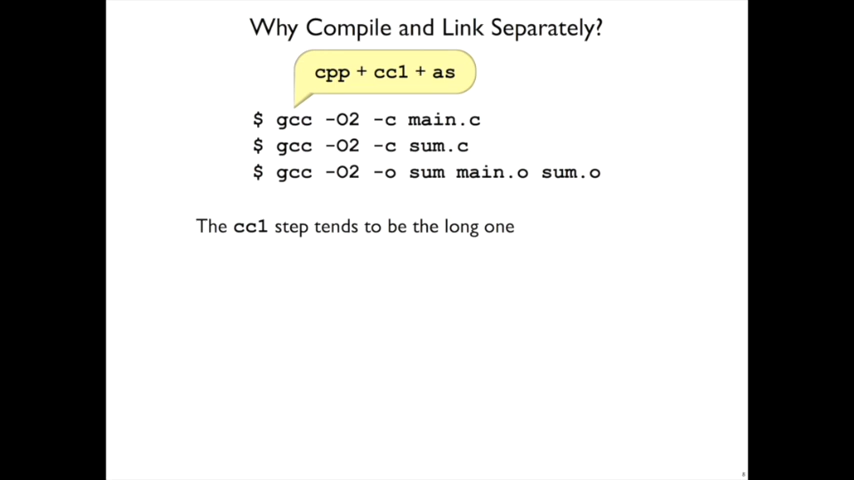 Why Compile and Link Separately?
cpp + cc1 + as
$ gcc -O2 -c main.c
$ gcc -O2 -c sum.c
$ gcc -O2 -o sum main.o sum.o
The cc1 step tends to be the long one